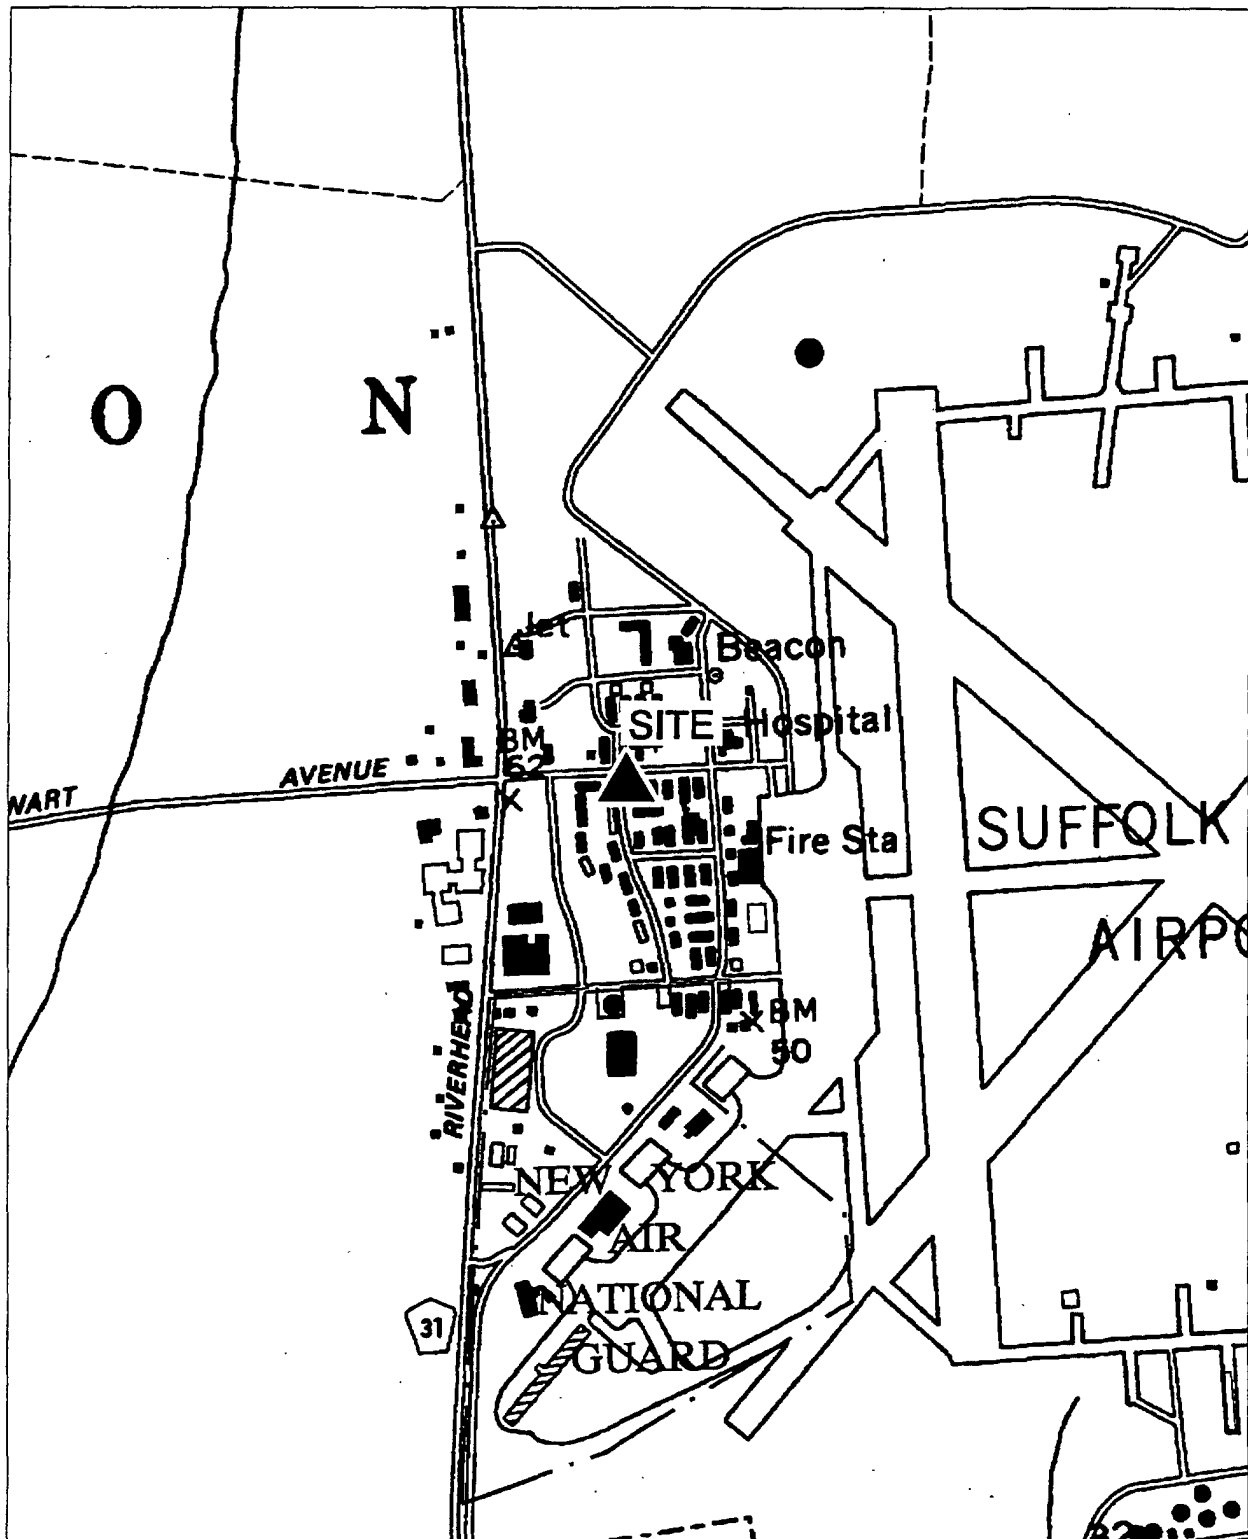 O N
Jet
Beacon
SITE
Hospital
BM
62
AVENUE
WART
SUFFOLK
Fire Sta
AIRPO
RIVERHEAD
BM
50
NEW YORK
AIR
NATIONAL
GUARD
31